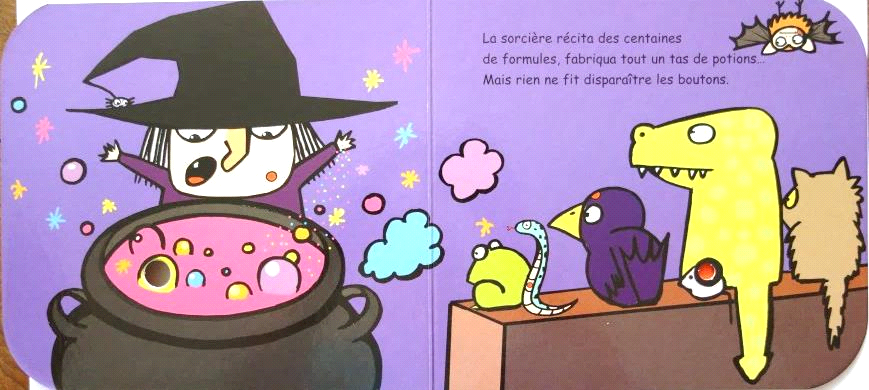 La sorcière récita des centaines
de formules, fabriqua tout un tas de potions...
Mais rien ne fit disparaître les boutons.